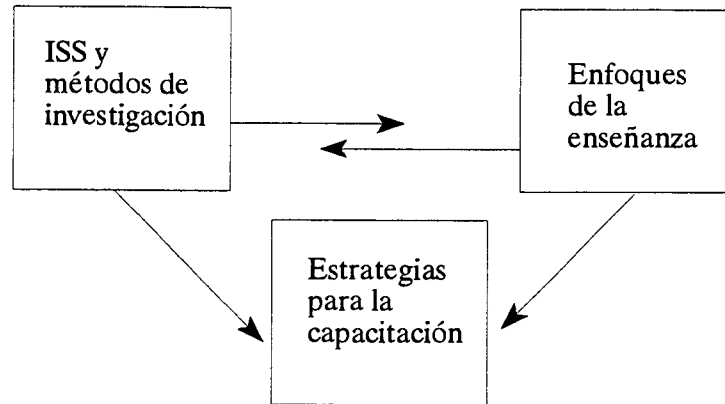 ISS y
métodos de
investigación
Enfoques
de la
enseñanza
Estrategias
para la
capacitación